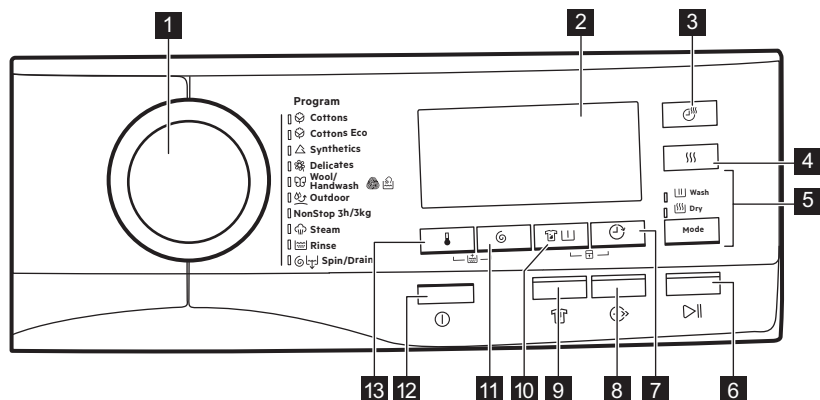 1
2
3
4
5
Program
Cottons
Cottons Eco
Synthetics
Delicates
Wool/
Handwash
Outdoor
NonStop 3h/3kg
Steam
Rinse
Spin/Drain
Wash
Dry
Mode
13
12
11
10
9
8
7
6